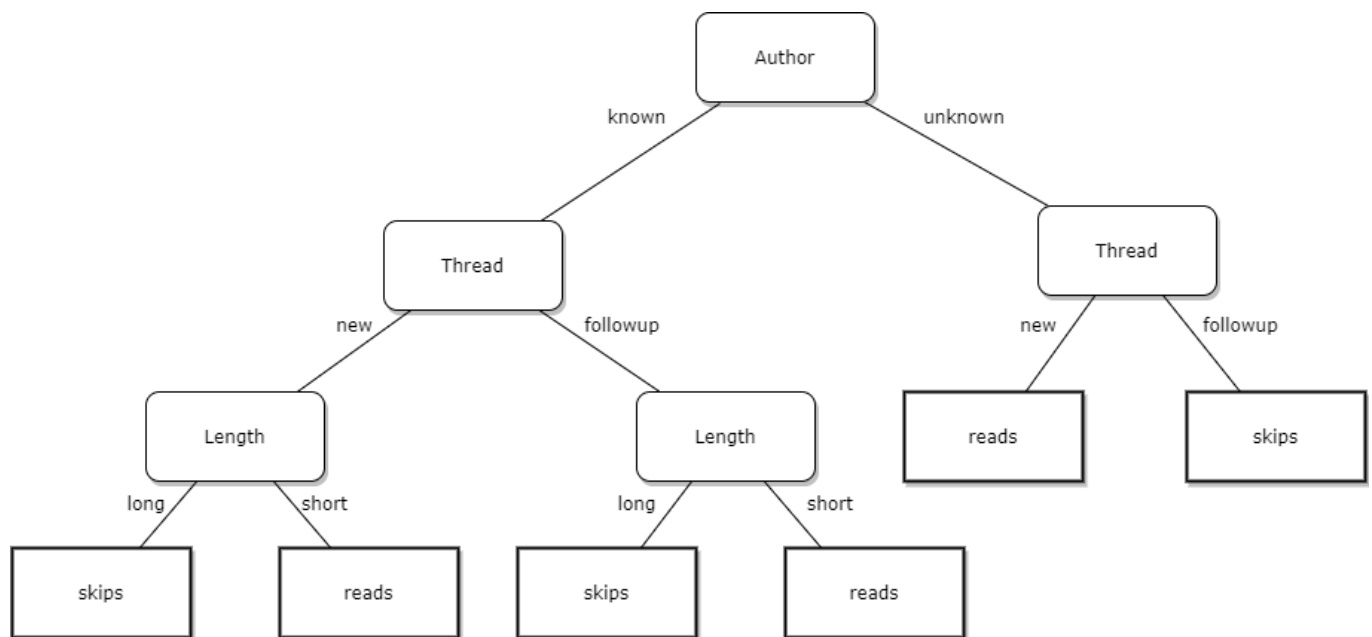 Author
known
unknown
Thread
Thread
new
followup
new
followup
Length
Length
reads
skips
long
short
long
short
skips
reads
skips
reads